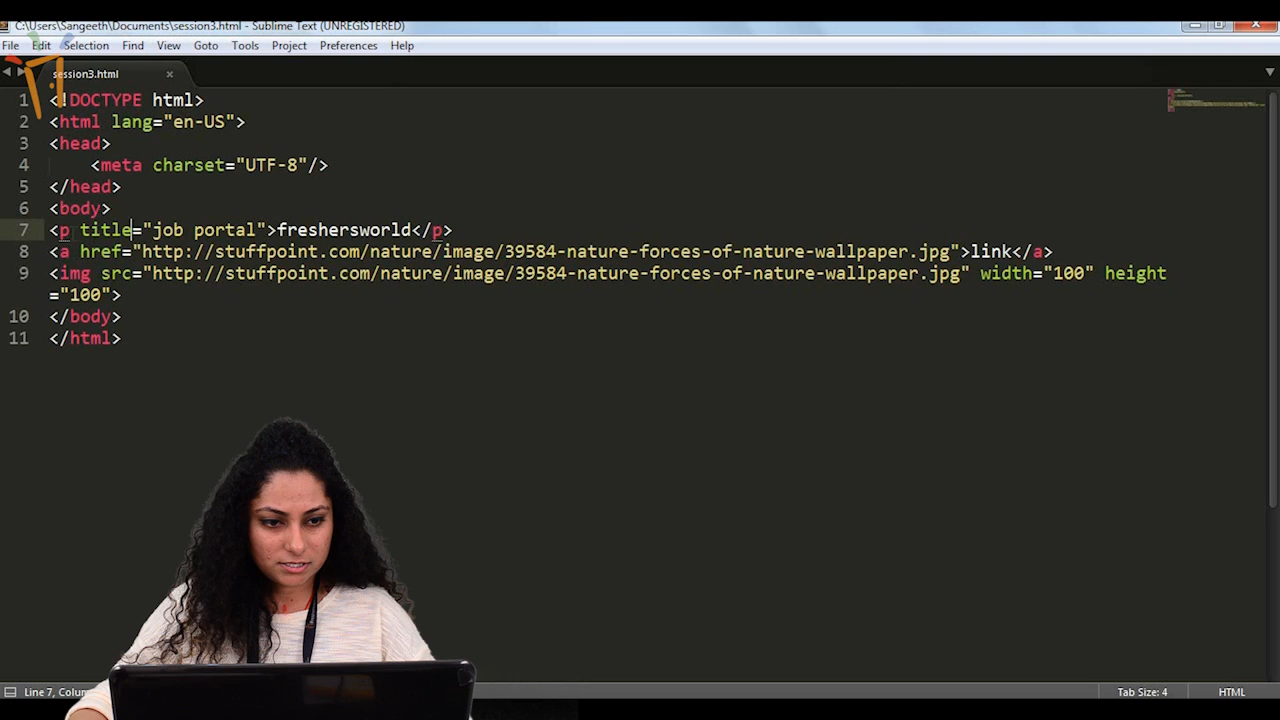 C:\Users\Sangeeth\Documents\session3.html - Sublime Text (UNREGISTERED)
File Edit Selection Find View Goto Tools Project Preferences Help
session3.html
1 <!DOCTYPE html>
2 <html lang="en-US">
3 <head>
4 <meta charset="UTF-8"/>
5 </head>
6 <body>
7 <p title="job portal">freshersworld</p>
8 <a href="http://stuffpoint.com/nature/image/39584-nature-forces-of-nature-wallpaper.jpg">link</a>
9 <img src="http://stuffpoint.com/nature/image/39584-nature-forces-of-nature-wallpaper.jpg" width="100" height
="100">
10 </body>
11 </html>
Line 7, Tab Size: 4 HTML